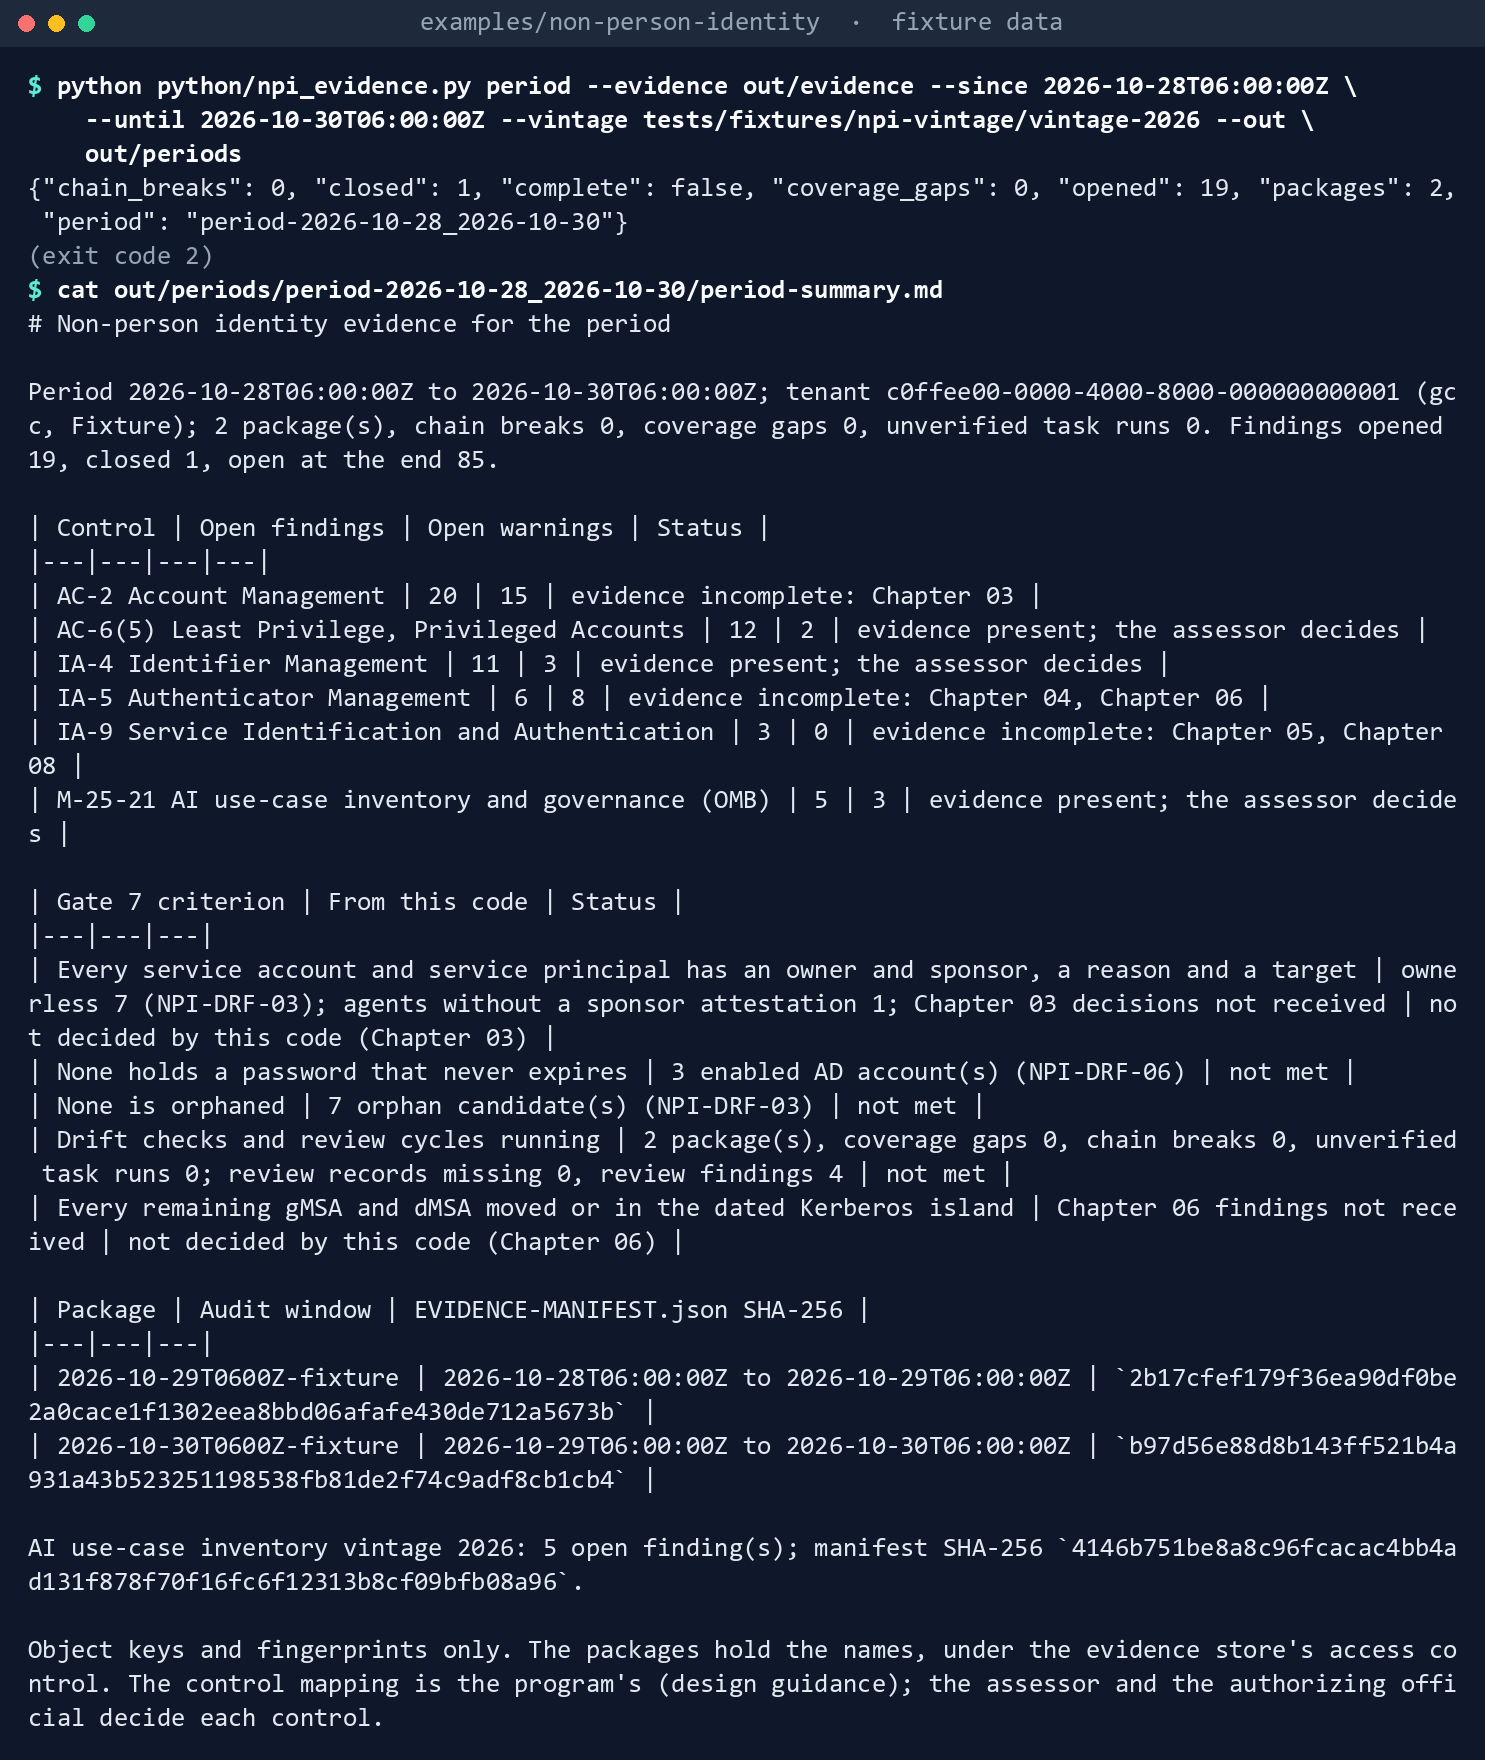 examples/non-person-identity · fixture data
$ python python/npi_evidence.py period --evidence out/evidence --since 2026-10-28T06:00:00Z \
--until 2026-10-30T06:00:00Z --vintage tests/fixtures/npi-vintage/vintage-2026 --out \
out/periods
{"chain_breaks": 0, "closed": 1, "complete": false, "coverage_gaps": 0, "opened": 19, "packages": 2,
"period": "period-2026-10-28_2026-10-30"}
(exit code 2)
$ cat out/periods/period-2026-10-28_2026-10-30/period-summary.md
# Non-person identity evidence for the period
Period 2026-10-28T06:00:00Z to 2026-10-30T06:00:00Z; tenant c0ffee00-0000-4000-8000-000000000001 (gc
c, Fixture); 2 package(s), chain breaks 0, coverage gaps 0, unverified task runs 0. Findings opened
19, closed 1, open at the end 85.
| Control | Open findings | Open warnings | Status |
|---|---|---|---|
| AC-2 Account Management | 20 | 15 | evidence incomplete: Chapter 03 |
| AC-6(5) Least Privilege, Privileged Accounts | 12 | 2 | evidence present; the assessor decides |
| IA-4 Identifier Management | 11 | 3 | evidence present; the assessor decides |
| IA-5 Authenticator Management | 6 | 8 | evidence incomplete: Chapter 04, Chapter 06 |
| IA-9 Service Identification and Authentication | 3 | 0 | evidence incomplete: Chapter 05, Chapter
08 |
| M-25-21 AI use-case inventory and governance (OMB) | 5 | 3 | evidence present; the assessor decide
s |
| Gate 7 criterion | From this code | Status |
|---|---|---|
| Every service account and service principal has an owner and sponsor, a reason and a target | owne
rless 7 (NPI-DRF-03); agents without a sponsor attestation 1; Chapter 03 decisions not received | no
t decided by this code (Chapter 03) |
| None holds a password that never expires | 3 enabled AD account(s) (NPI-DRF-06) | not met |
| None is orphaned | 7 orphan candidate(s) (NPI-DRF-03) | not met |
| Drift checks and review cycles running | 2 package(s), coverage gaps 0, chain breaks 0, unverified
task runs 0; review records missing 0, review findings 4 | not met |
| Every remaining gMSA and dMSA moved or in the dated Kerberos island | Chapter 06 findings not rece
ived | not decided by this code (Chapter 06) |
| Package | Audit window | EVIDENCE-MANIFEST.json SHA-256 |
|---|---|---|
| 2026-10-29T0600Z-fixture | 2026-10-28T06:00:00Z to 2026-10-29T06:00:00Z | `2b17cfef179f36ea90df0be
2a0cace1f1302eea8bbd06afafe430de712a5673b` |
| 2026-10-30T0600Z-fixture | 2026-10-29T06:00:00Z to 2026-10-30T06:00:00Z | `b97d56e88d8b143ff521b4a
931a43b523251198538fb81de2f74c9adf8cb1cb4` |
AI use-case inventory vintage 2026: 5 open finding(s); manifest SHA-256 `4146b751be8a8c96fcacac4bb4a
d131f878f70f16fc6f12313b8cf09bfb08a96`.
Object keys and fingerprints only. The packages hold the names, under the evidence store's access co
ntrol. The control mapping is the program's (design guidance); the assessor and the authorizing offi
cial decide each control.